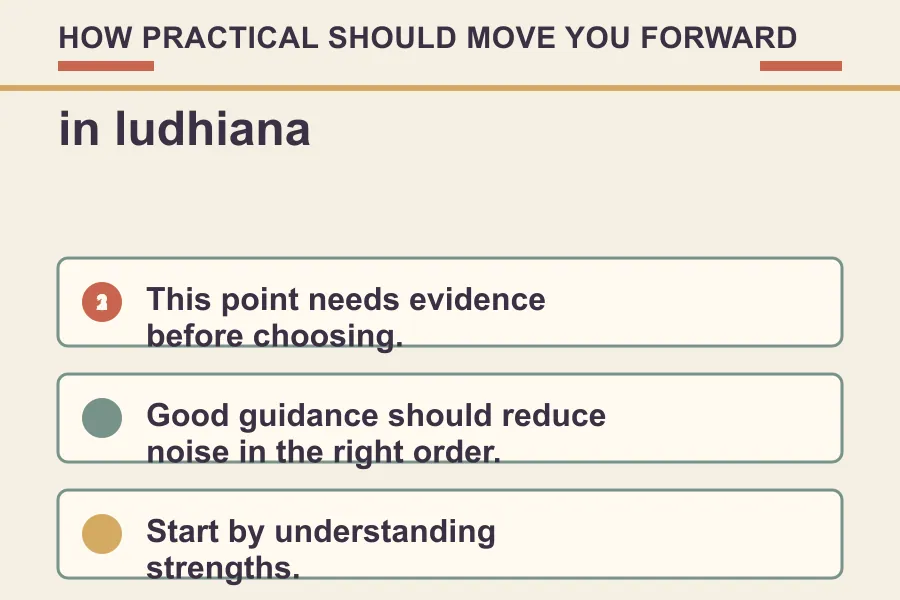 HOW PRACTICAL SHOULD MOVE YOU FORWARD
in ludhiana
This point needs evidence
before choosing.
Good guidance should reduce
noise in the right order.
Start by understanding
strengths.